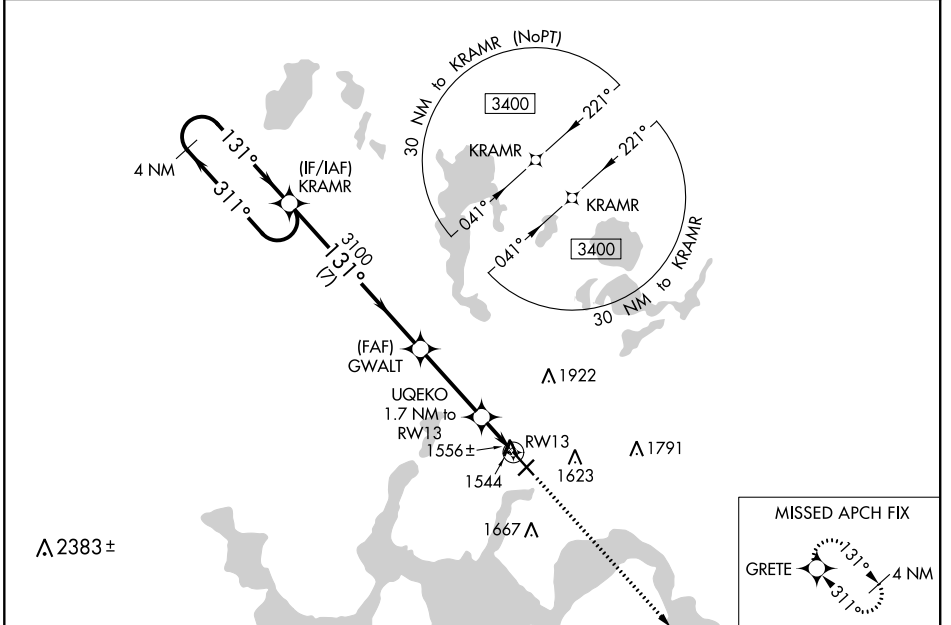 30 NM to KRAMR (NoPT)
3400
221°
KRAMR
041°
221°
KRAMR
041°
3400
30 NM to KRAMR
131°
4 NM
311°
(IF/IAF)
KRAMR
3100
131°
(7)
(FAF)
GWALT
UQEKO
1.7 NM to
RW13
1922
1556±
RW13
1544
1623
1791
1667
2383±
MISSED APCH FIX
GRETE
131°
4 NM
311°